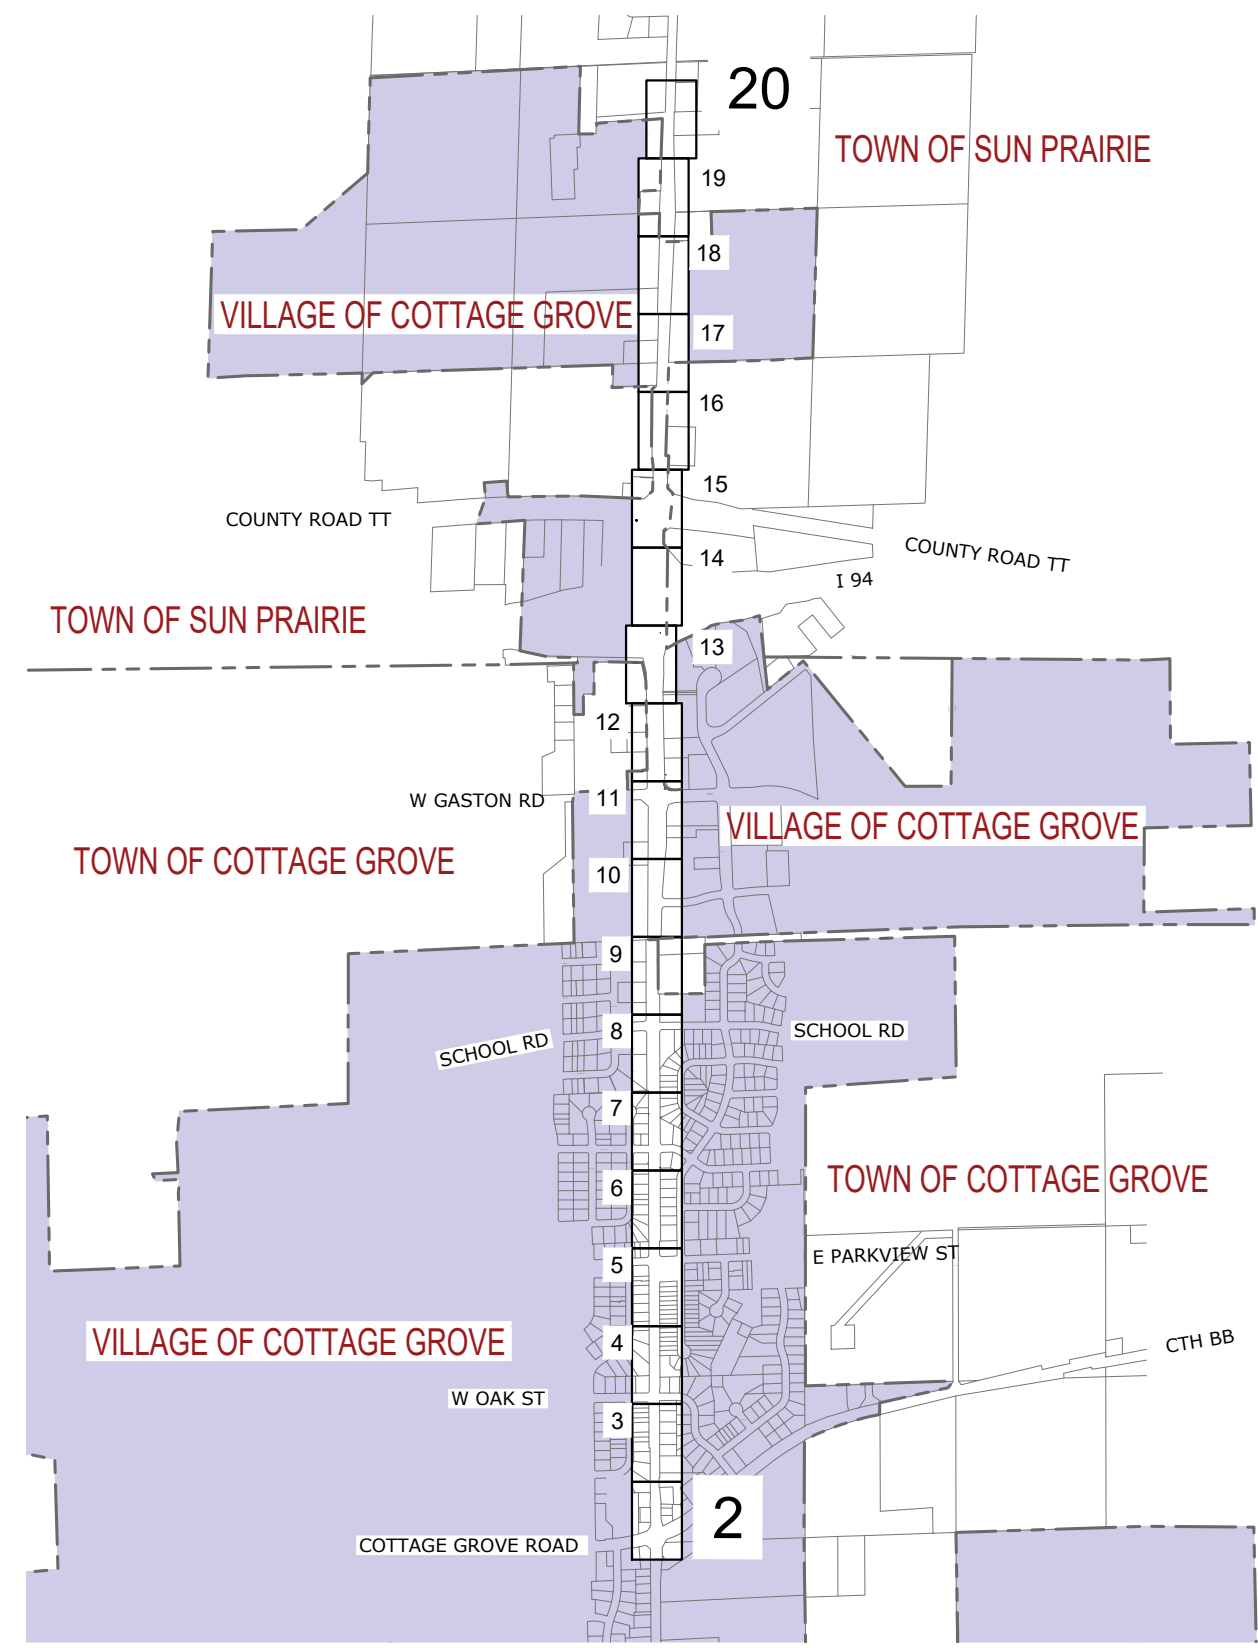 20
TOWN OF SUN PRAIRIE
19
18
VILLAGE OF COTTAGE GROVE
17
16
15
COUNTY ROAD TT
14
COUNTY ROAD TT
I 94
TOWN OF SUN PRAIRIE
13
12
11
W GASTON RD
VILLAGE OF COTTAGE GROVE
TOWN OF COTTAGE GROVE
10
9
8
SCHOOL RD
SCHOOL RD
7
TOWN OF COTTAGE GROVE
6
E PARKVIEW ST
5
VILLAGE OF COTTAGE GROVE
4
CTH BB
W OAK ST
3
2
COTTAGE GROVE ROAD